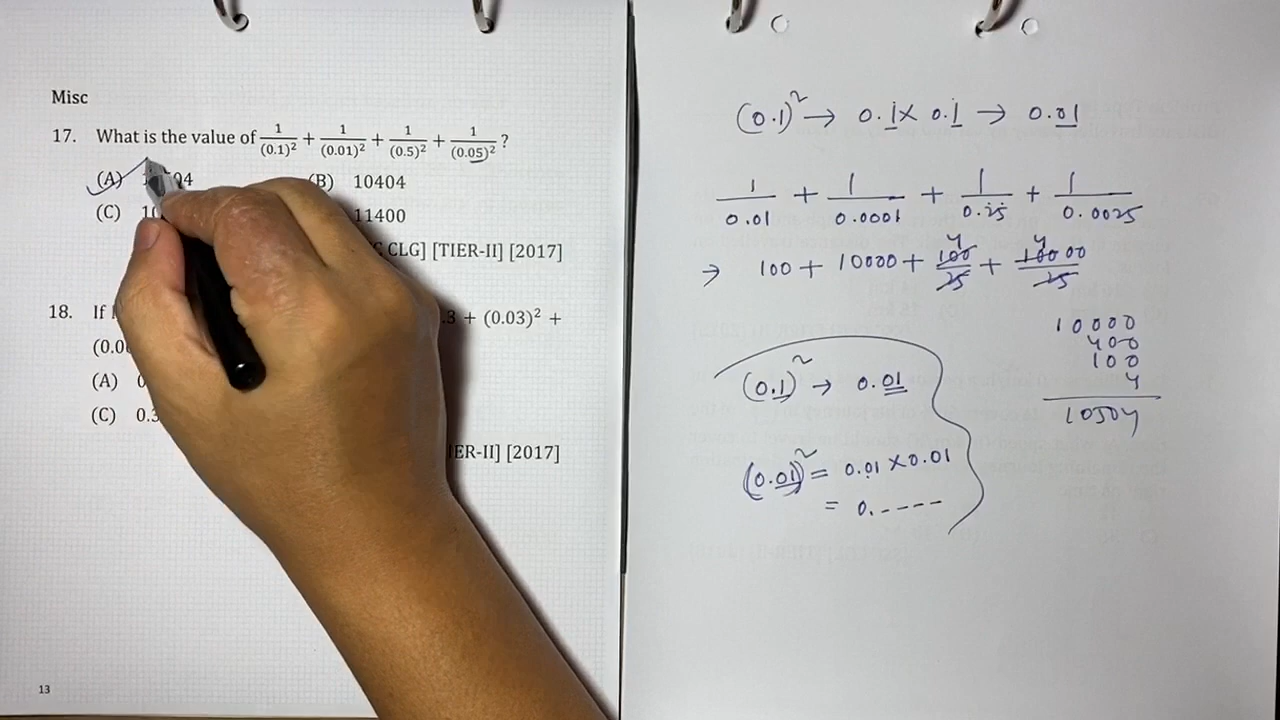 Misc
17. What is the value of 1/(0.1)² + 1/(0.01)² + 1/(0.5)² + 1/(0.05)² ?
(A) (B) 10404
(C) 11400
CLG] [TIER-II] [2017]
18. If + (0.03)² +
(A)
(C)
[2017]
13
(0.1)² → 0.1 × 0.1 → 0.01
1/0.01 + 1/0.0001 + 1/0.25 + 1/0.0025
⇒ 100 + 10000 + 100/25 + 10000/25
4 4
10000
400
100
4
10504
(0.1)² → 0.01
(0.01)² = 0.01 × 0.01
= 0.----